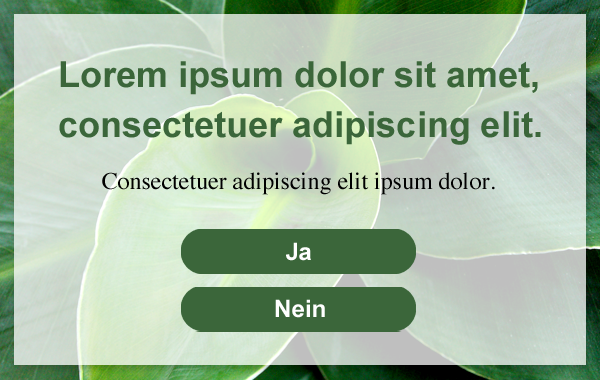 Lorem ipsum dolor sit amet,
consectetuer adipiscing elit.
Consectetuer adipiscing elit ipsum dolor.
Ja
Nein